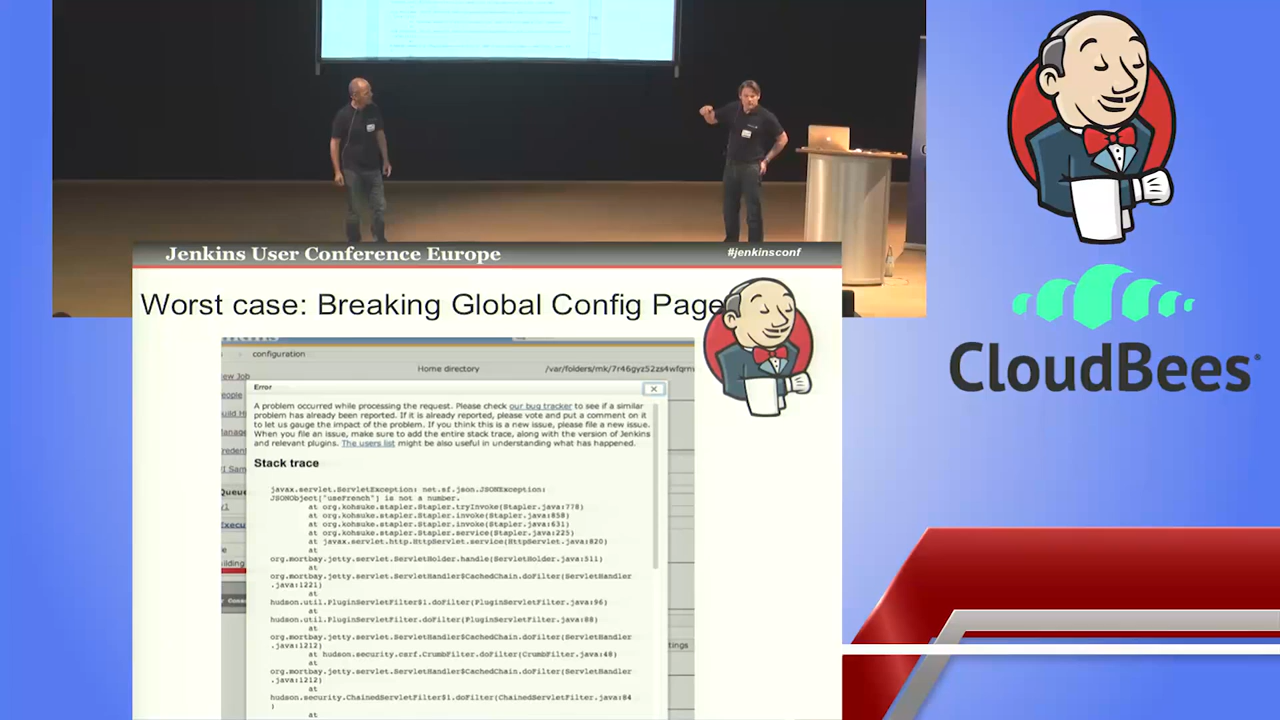 Jenkins User Conference Europe
#jenkinsconf
Worst case: Breaking Global Config Page
configuration
Home directory
Error
A problem occurred while processing the request. Please check our bug tracker to see if a similar
problem has already been reported. If it is already reported, please vote and put a comment on it
to let us gauge the impact of the problem. If you think this is a new issue, please file a new issue.
When you file an issue, make sure to add the entire stack trace, along with the version of Jenkins
and relevant plugins. The users list might be also useful in understanding what has happened.
Stack trace
javax.servlet.ServletException: net.sf.json.JSONException:
JSONObject["useFrench"] is not a number.
at org.kohsuke.stapler.Stapler.tryInvoke(Stapler.java:778)
at org.kohsuke.stapler.Stapler.invoke(Stapler.java:858)
at org.kohsuke.stapler.Stapler.invoke(Stapler.java:631)
at org.kohsuke.stapler.Stapler.service(Stapler.java:225)
at javax.servlet.http.HttpServlet.service(HttpServlet.java:820)
at
org.mortbay.jetty.servlet.ServletHolder.handle(ServletHolder.java:511)
at
org.mortbay.jetty.servlet.ServletHandler$CachedChain.doFilter(ServletHandler
.java:1221)
at
hudson.util.PluginServletFilter$1.doFilter(PluginServletFilter.java:96)
at
hudson.util.PluginServletFilter.doFilter(PluginServletFilter.java:88)
at
org.mortbay.jetty.servlet.ServletHandler$CachedChain.doFilter(ServletHandler
.java:1212)
at hudson.security.csrf.CrumbFilter.doFilter(CrumbFilter.java:48)
at
org.mortbay.jetty.servlet.ServletHandler$CachedChain.doFilter(ServletHandler
.java:1212)
at
hudson.security.ChainedServletFilter$1.doFilter(ChainedServletFilter.java:84
)
at
CloudBees